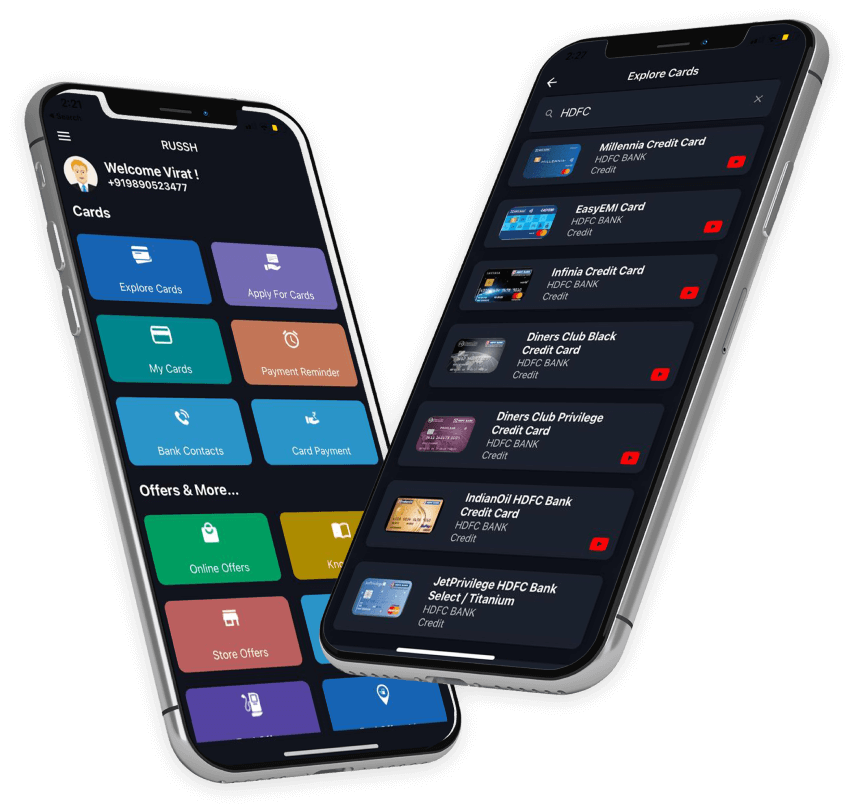 2:21
Search
RUSSH
Welcome Virat !
+919890523477
Cards
Explore Cards
Apply For Cards
My Cards
Payment Reminder
Bank Contacts
Card Payment
Offers & More...
Online Offers
Store Offers
2:27
Explore Cards
HDFC
Millennia Credit Card
HDFC BANK
Credit
EasyEMI Card
HDFC BANK
Credit
Infinia Credit Card
HDFC BANK
Credit
Diners Club Black
Credit Card
HDFC BANK
Credit
Diners Club Privilege
Credit Card
HDFC BANK
Credit
IndianOil HDFC Bank
Credit Card
HDFC BANK
Credit
JetPrivilege HDFC Bank
Select / Titanium
HDFC BANK
Credit